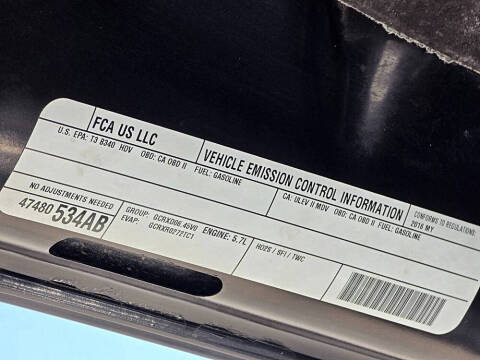 FCA US LLC
VEHICLE EMISSION CONTROL INFORMATION
CONFORMS TO REGULATIONS:
2016 MY
U.S. EPA: T3 B340 HDV OBD: CA OBD II FUEL: GASOLINE
CA: ULEV II MDV OBD: CA OBD II FUEL: GASOLINE
NO ADJUSTMENTS NEEDED
47480534AB
GROUP: GCRXD06.45V0
EVAP: GCRXR0272TC1
ENGINE: 5.7L
HO2S / SFI / TWC